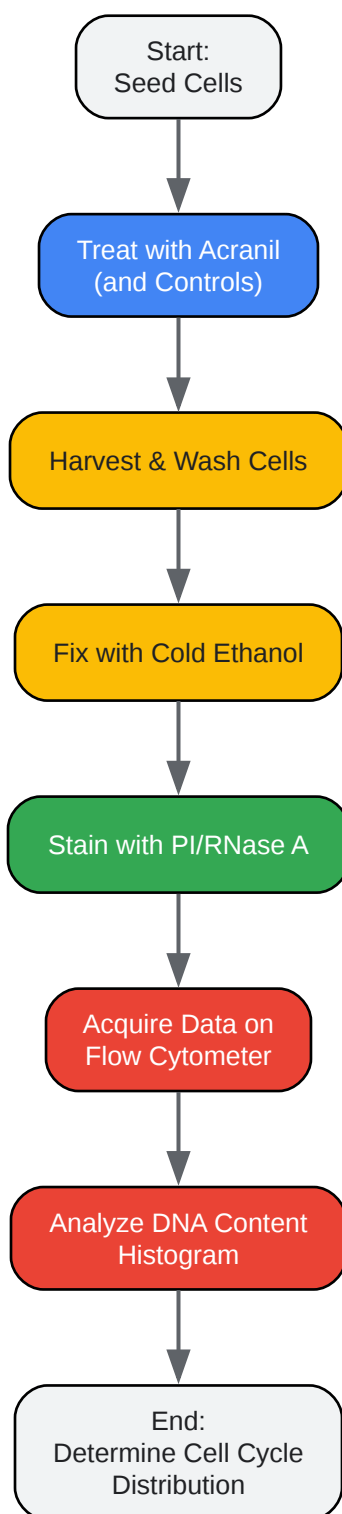 Start:
Seed Cells
Treat with Acranil
(and Controls)
Harvest & Wash Cells
Fix with Cold Ethanol
Stain with PI/RNase A
Acquire Data on
Flow Cytometer
Analyze DNA Content
Histogram
End:
Determine Cell Cycle
Distribution